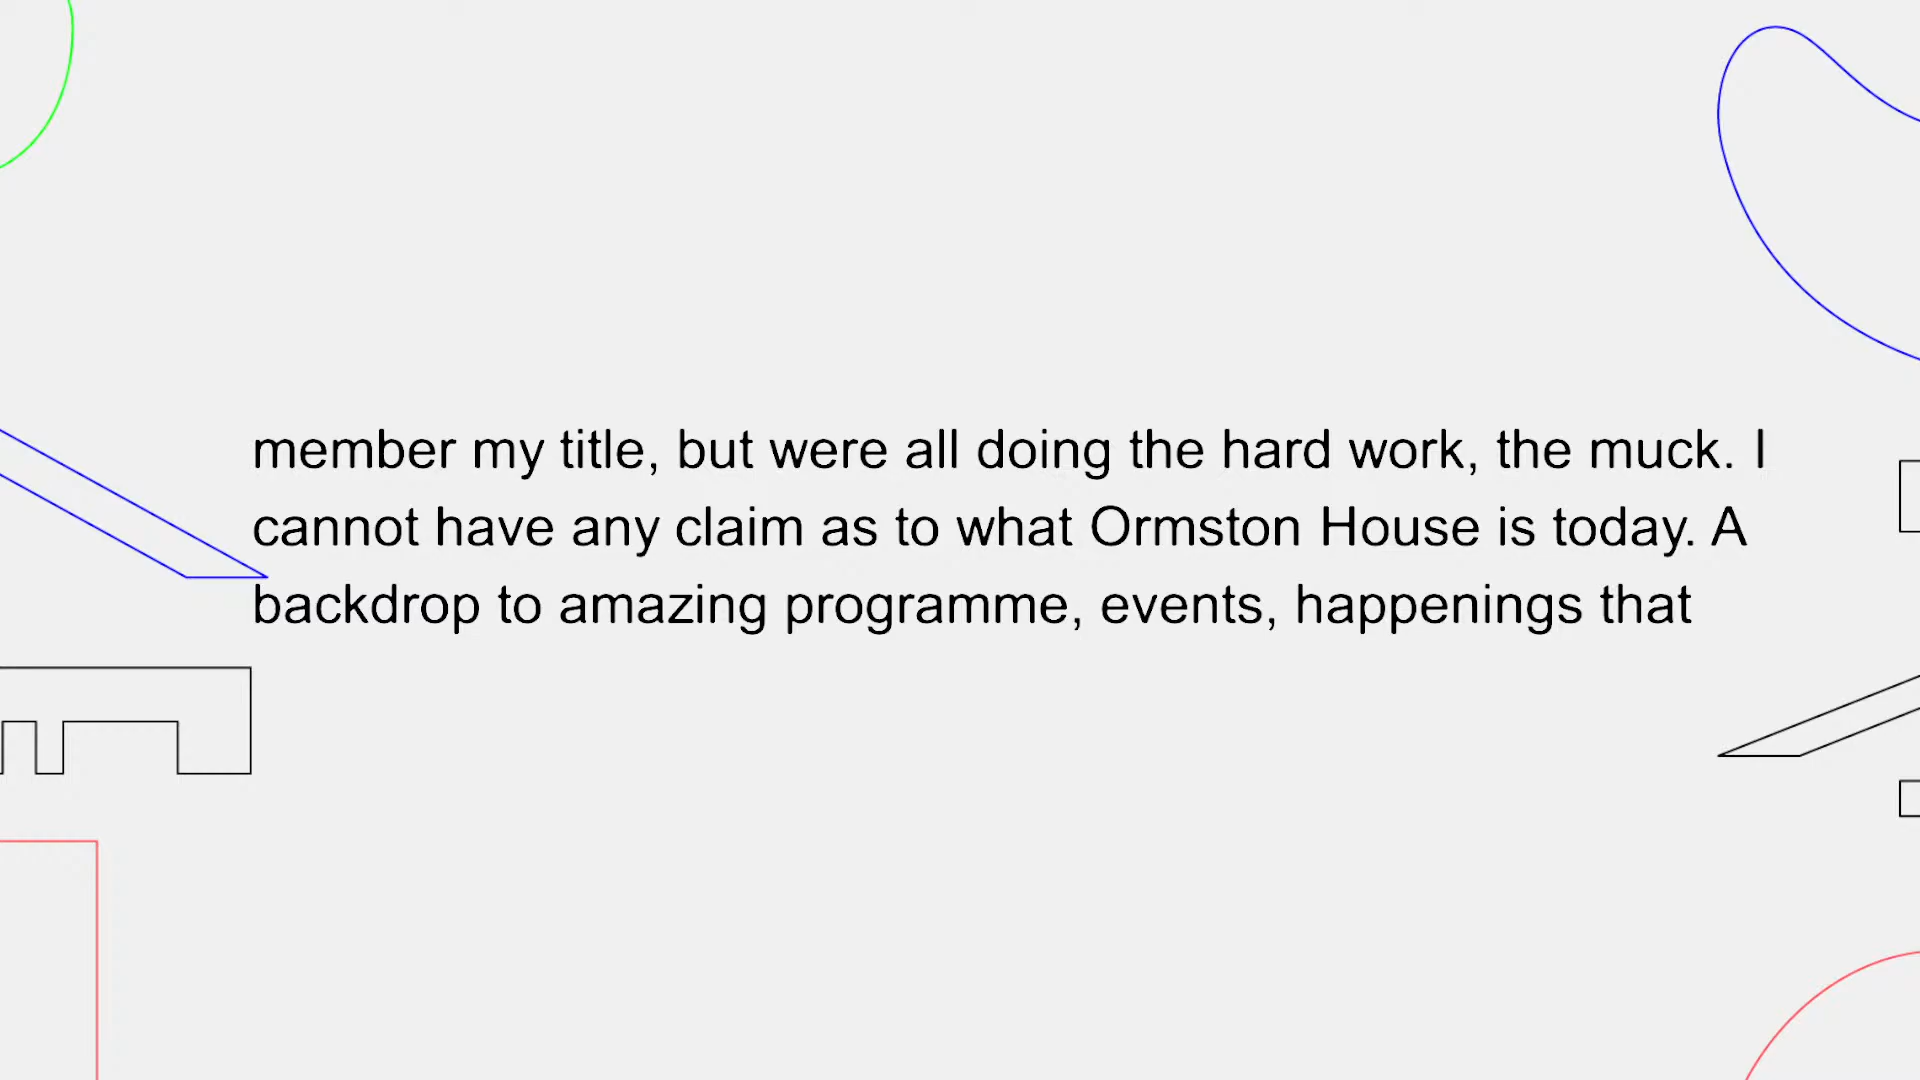 member my title, but were all doing the hard work, the muck. I
cannot have any claim as to what Ormston House is today. A
backdrop to amazing programme, events, happenings that